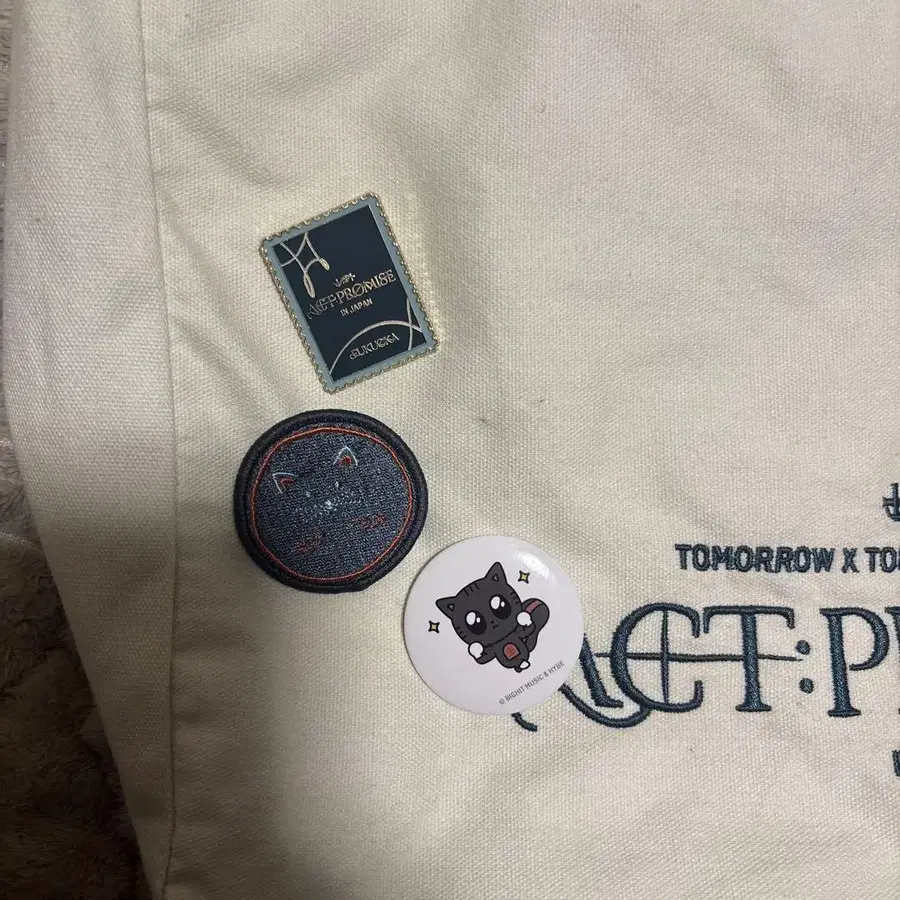 ACT:PROMISE
IN JAPAN
FUKUOKA
© BIGHIT MUSIC & HYBE
TOMORROW X TO
ACT:P